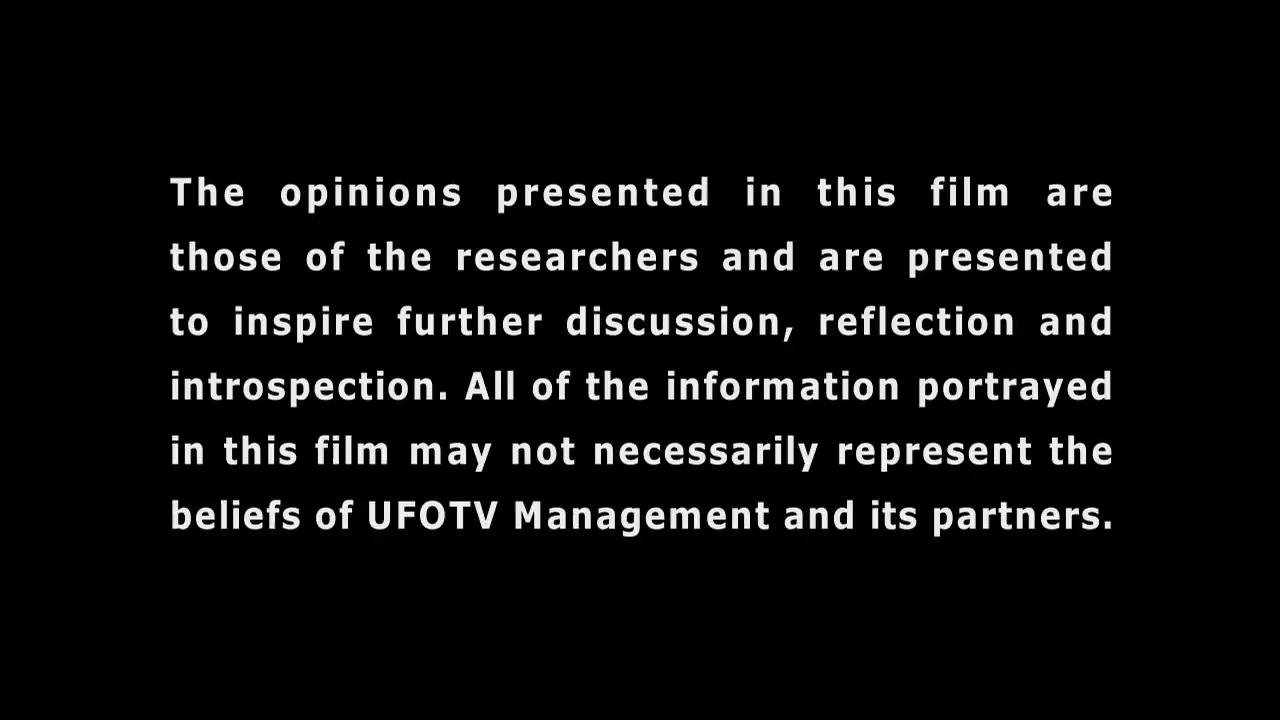 The opinions presented in this film are
those of the researchers and are presented
to inspire further discussion, reflection and
introspection. All of the information portrayed
in this film may not necessarily represent the
beliefs of UFOTV Management and its partners.